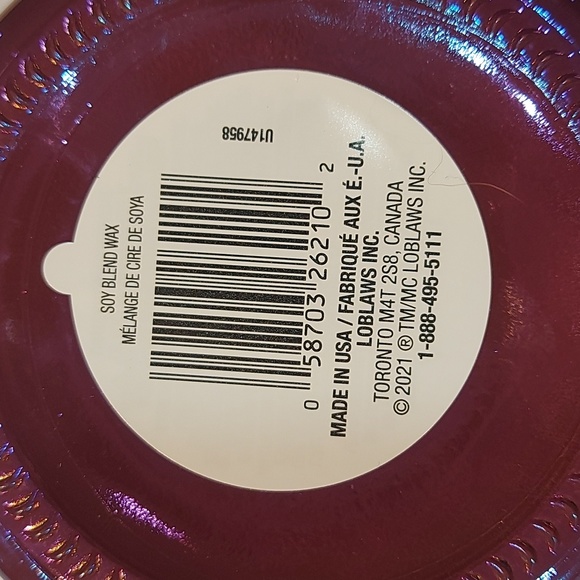 SOY BLEND WAX
MÉLANGE DE CIRE DE SOYA
U147958
0 58703 26210 2
MADE IN USA / FABRIQUÉ AUX É.-U.A.
LOBLAWS INC.
TORONTO M4T 2S8, CANADA
© 2021 ® TM/MC LOBLAWS INC.
1-888-495-5111